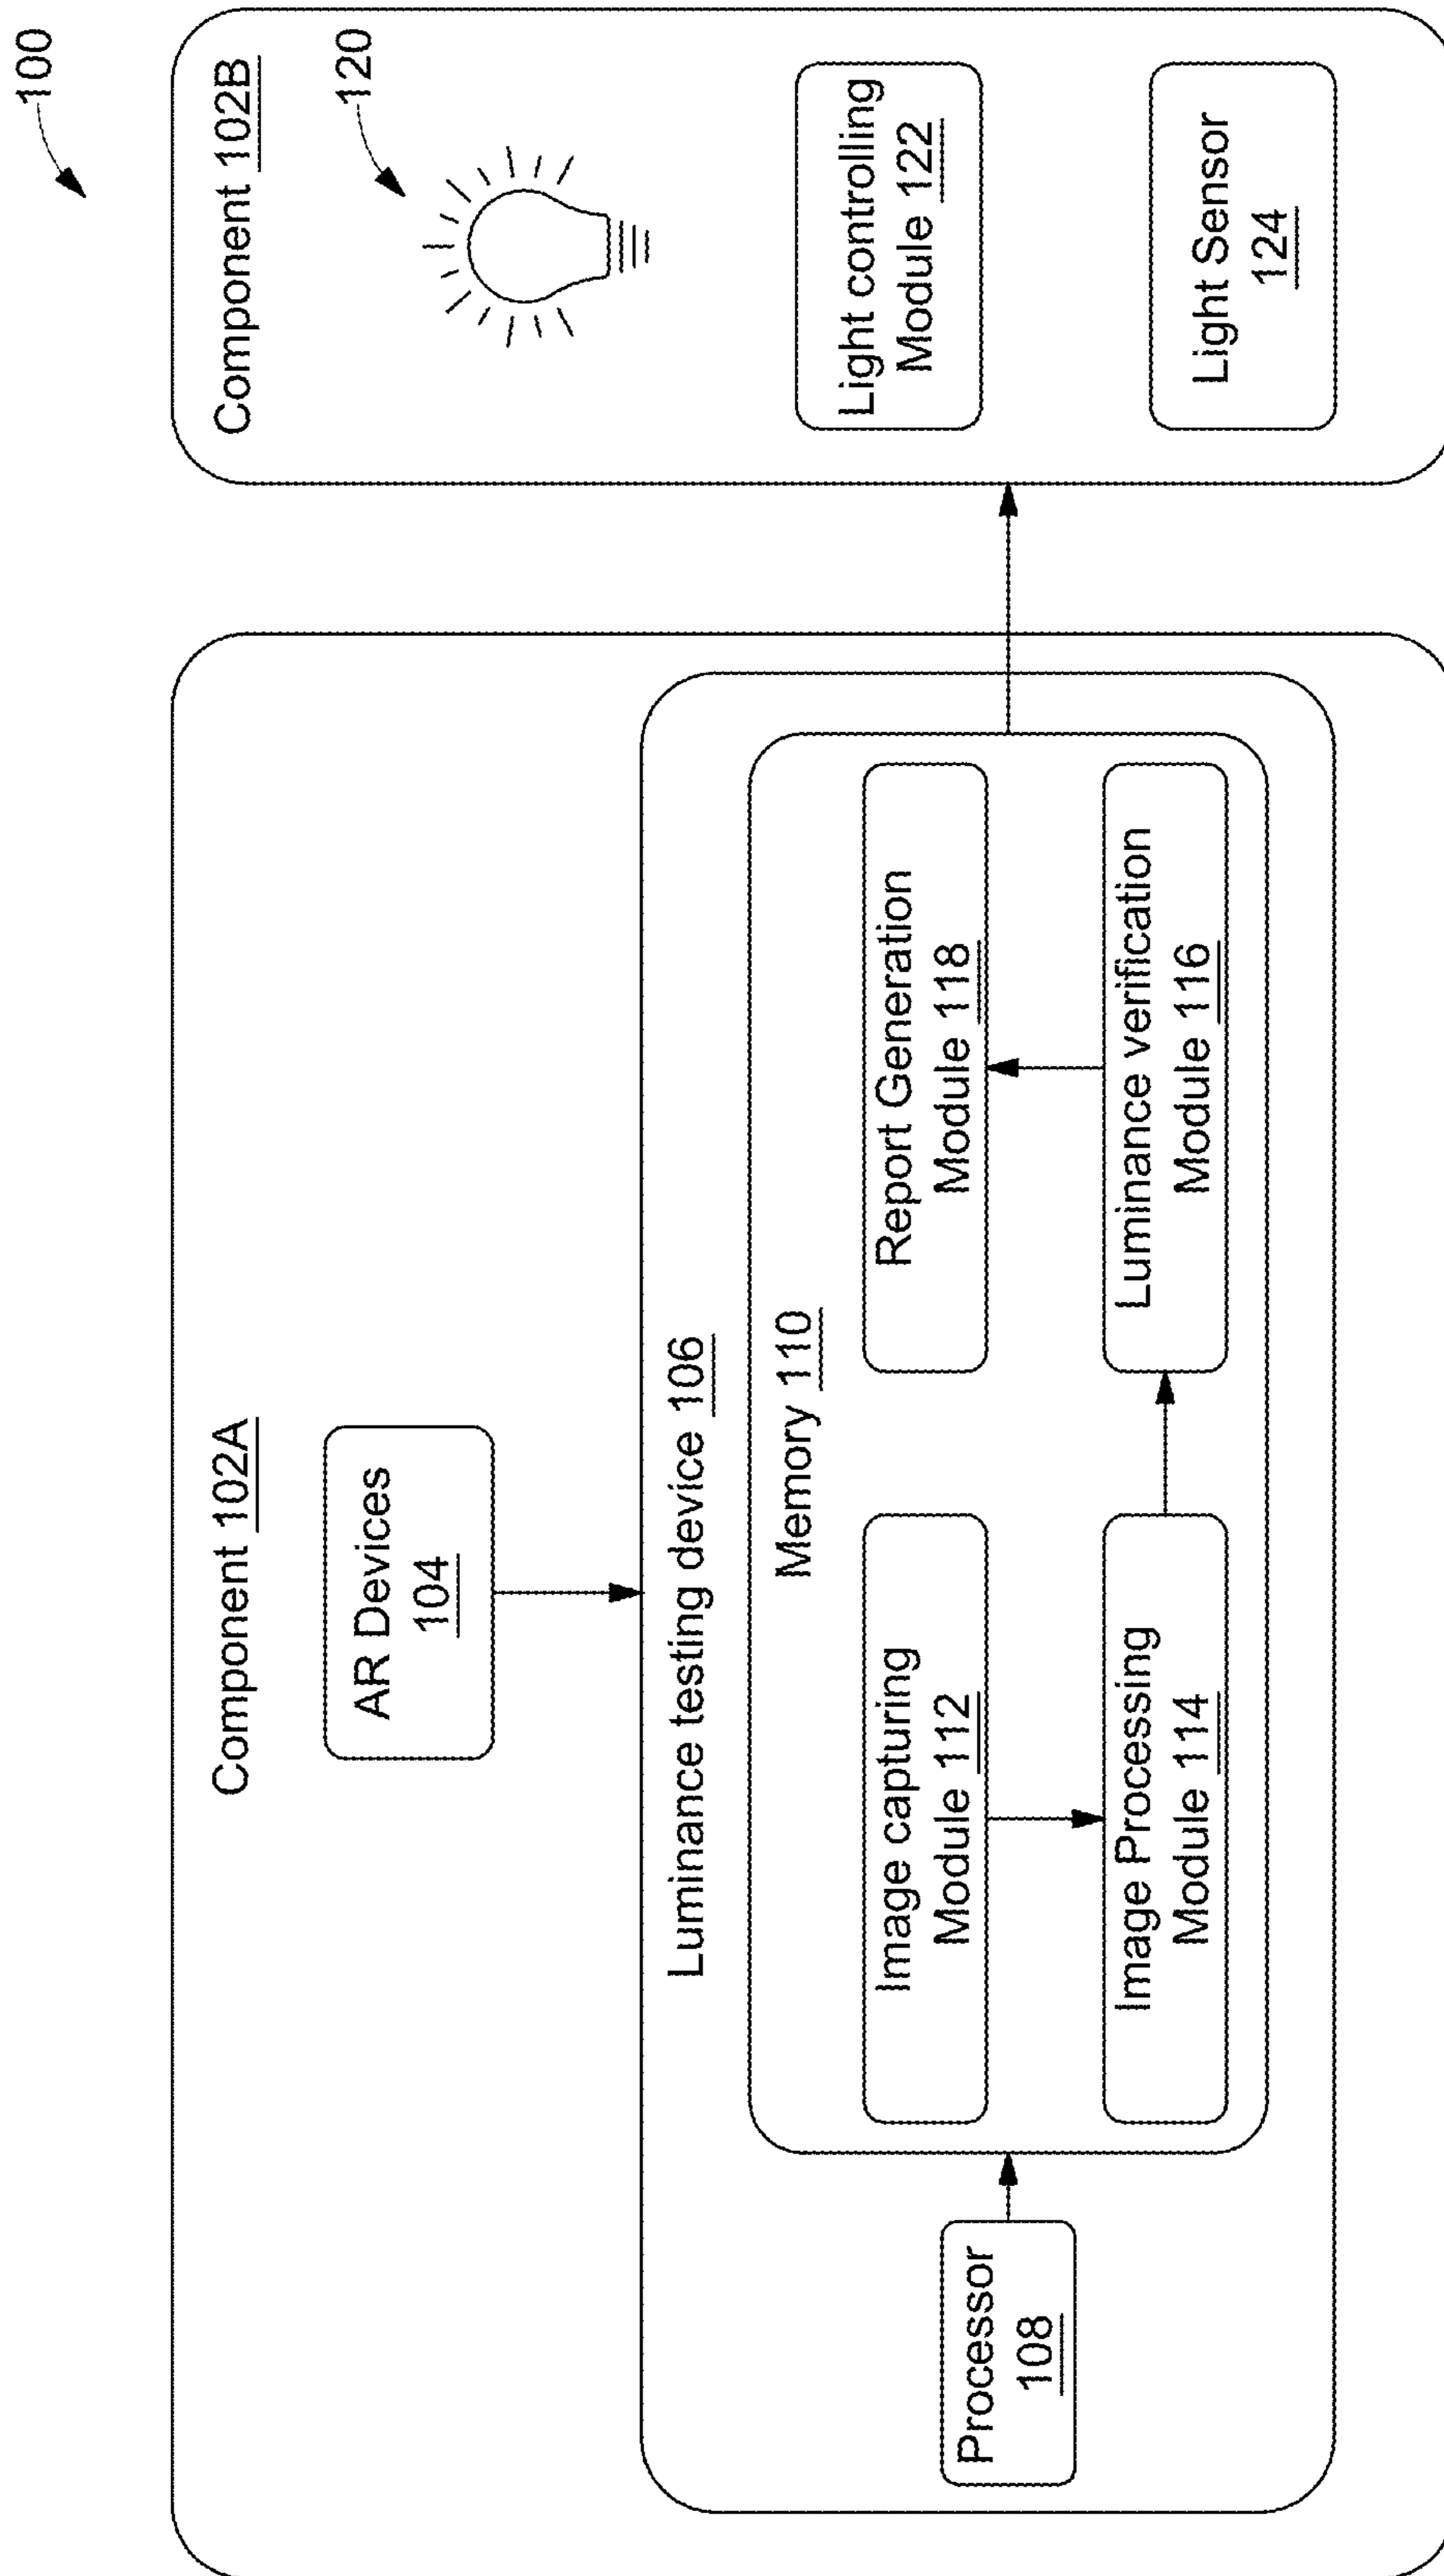 100
Component 102A
AR Devices
104
Luminance testing device 106
Processor
108
Memory 110
Image capturing
Module 112
Image Processing
Module 114
Report Generation
Module 118
Luminance verification
Module 116
Component 102B
120
Light controlling
Module 122
Light Sensor
124